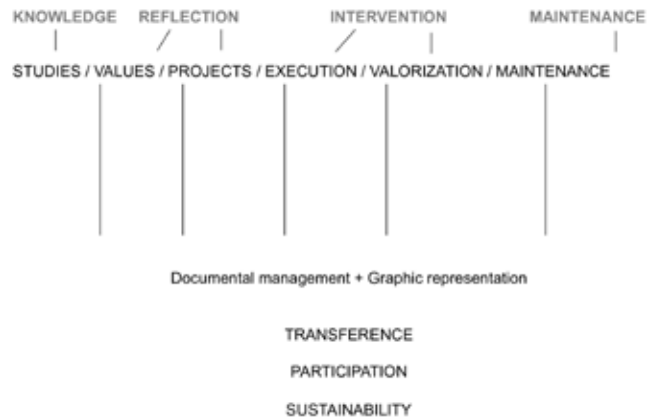 KNOWLEDGE REFLECTION INTERVENTION MAINTENANCE
STUDIES / VALUES / PROJECTS / EXECUTION / VALORIZATION / MAINTENANCE
Documental management + Graphic representation
TRANSFERENCE
PARTICIPATION
SUSTAINABILITY